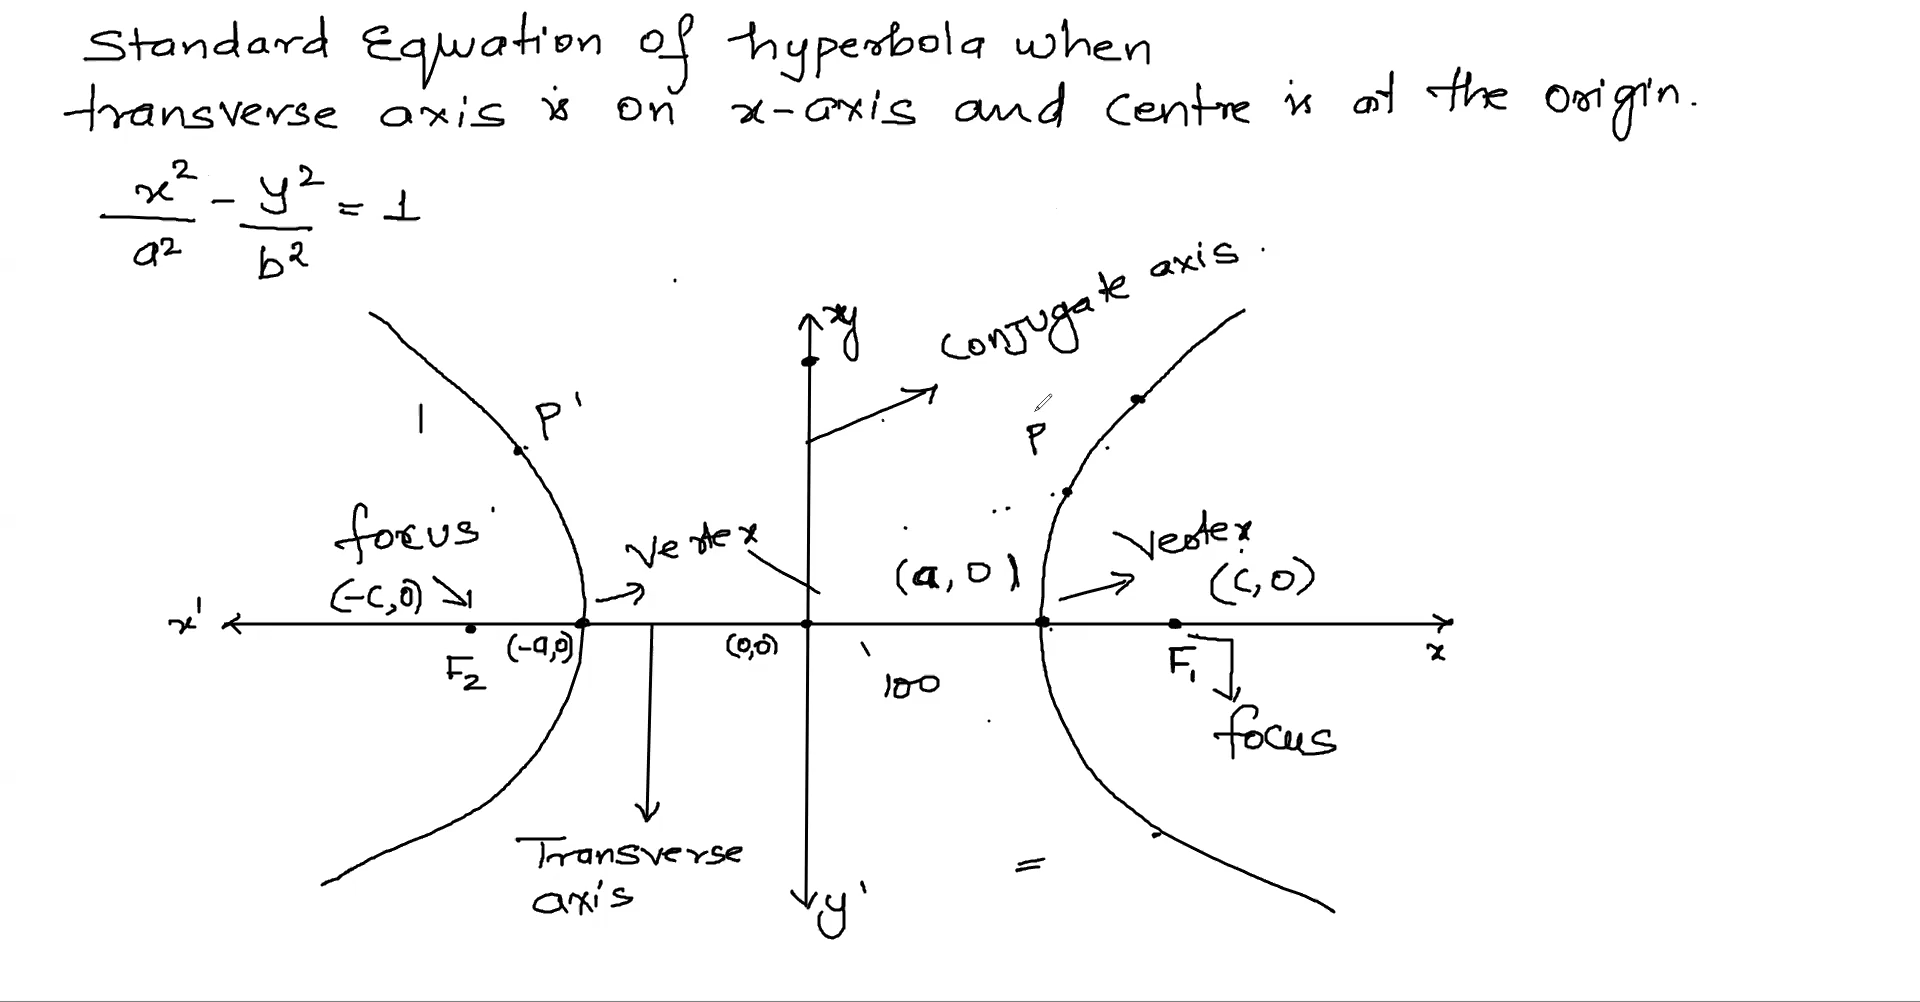 Standard Equation of hyperbola when
transverse axis is on x-axis and centre is at the origin.
x²/a² - y²/b² = 1
conjugate axis.
y
P'
P
focus
(-c,0)
vertex
(a,0)
vertex
(c,0)
x'
F₂
(-a,0)
(0,0)
100
F₁
x
focus
Transverse
axis
=
y'